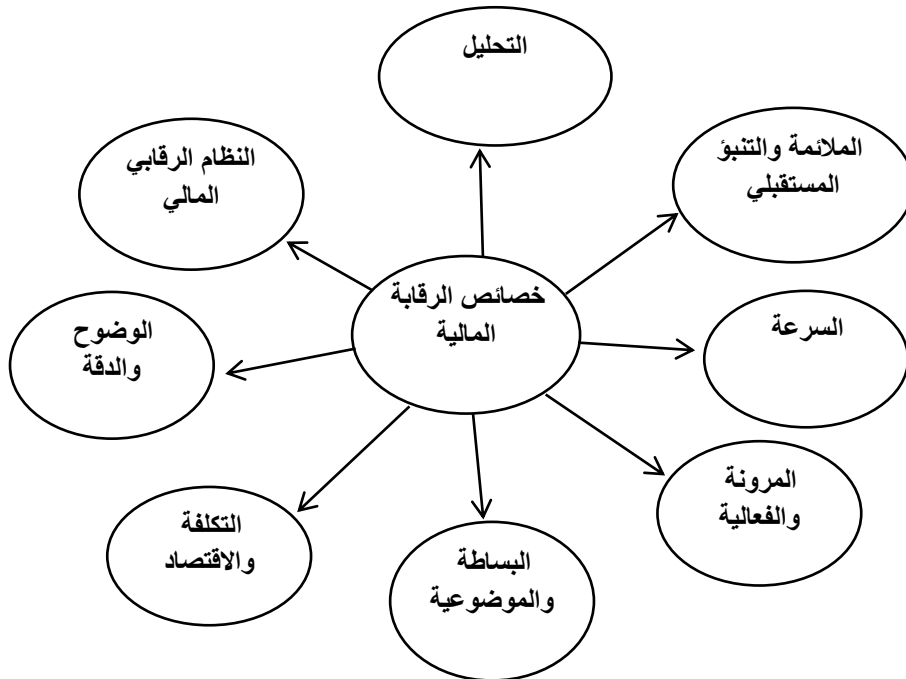 التحليل
الملائمة والتنبؤ
المستقبلي
النظام الرقابي
المالي
خصائص الرقابة
المالية
السرعة
الوضوح
والدقة
المرونة
والفعالية
التكلفة
والاقتصاد
البساطة
والموضوعية